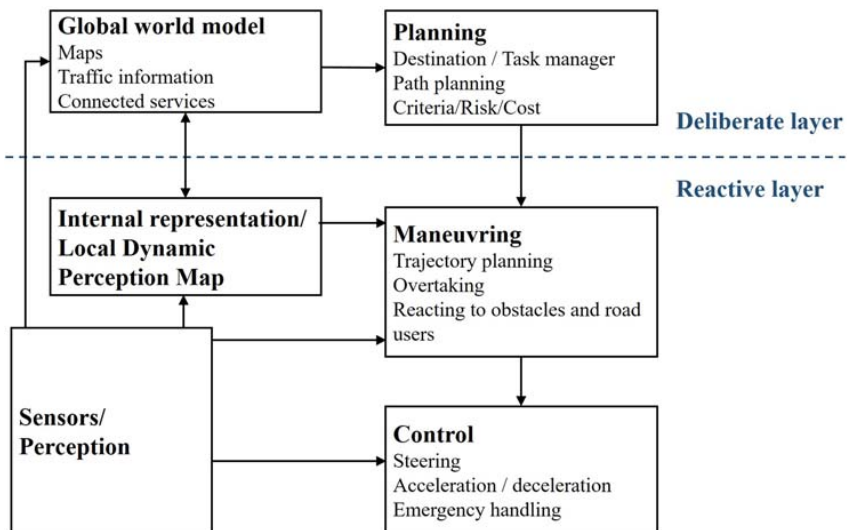 Global world model
Maps
Traffic information
Connected services
Planning
Destination / Task manager
Path planning
Criteria/Risk/Cost
Deliberate layer
Reactive layer
Internal representation/
Local Dynamic
Perception Map
Maneuvring
Trajectory planning
Overtaking
Reacting to obstacles and road
users
Sensors/
Perception
Control
Steering
Acceleration / deceleration
Emergency handling